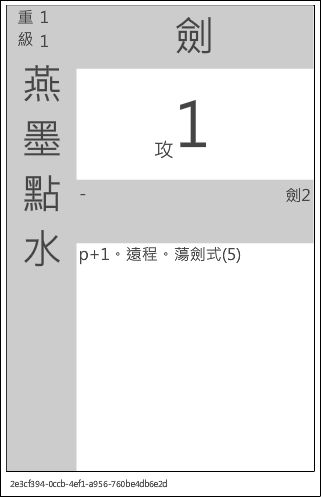 重 1
級 1
劍
燕墨點水
攻1
- 劍2
p+1。遠程。蕩劍式(5)
2e3cf394-0ccb-4ef1-a956-760be4db6e2d